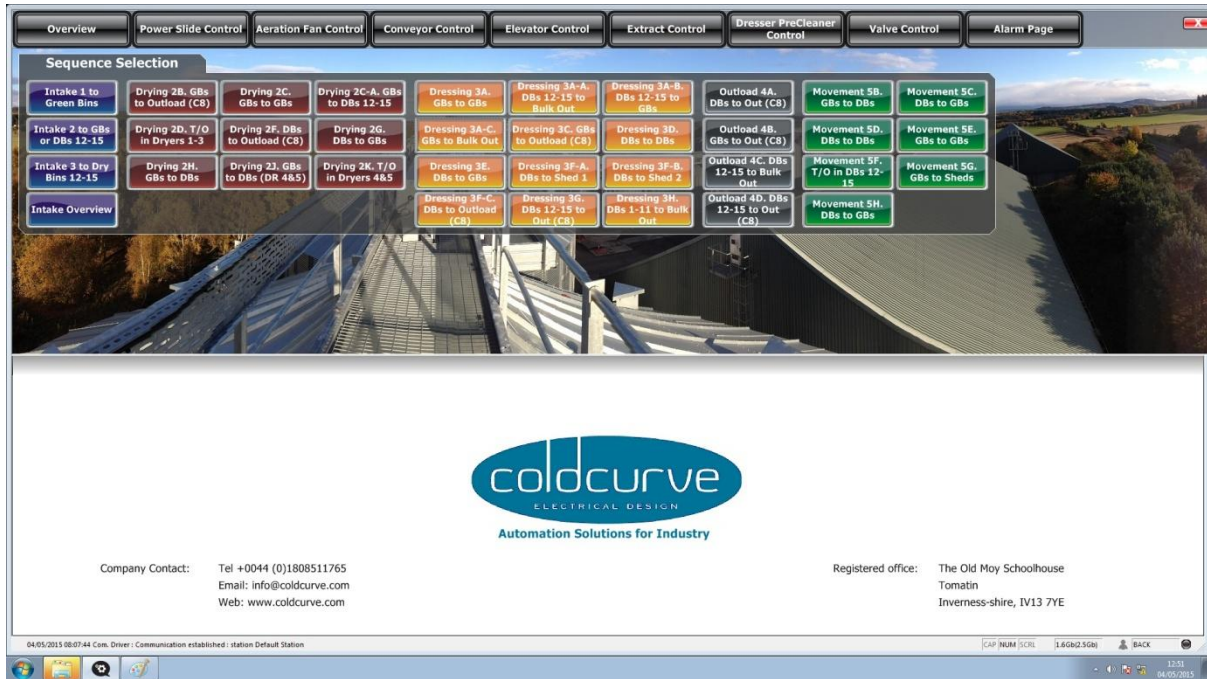 Overview
Power Slide Control
Aeration Fan Control
Conveyor Control
Elevator Control
Extract Control
Dresser PreCleaner
Control
Valve Control
Alarm Page
X
Sequence Selection
Intake 1 to
Green Bins
Drying 2B. GBs
to Outload (C8)
Drying 2C.
GBs to GBs
Drying 2C-A. GBs
to DBs 12-15
Dressing 3A.
GBs to GBs
Dressing 3A-A.
DBs 12-15 to
Bulk Out
Dressing 3A-B.
DBs 12-15 to
GBs
Outload 4A.
DBs to Out (C8)
Movement 5B.
GBs to DBs
Movement 5C.
DBs to GBs
Intake 2 to GBs
or DBs 12-15
Drying 2D. T/O
in Dryers 1-3
Drying 2F. DBs
to Outload (C8)
Drying 2G.
DBs to GBs
Dressing 3A-C.
GBs to Bulk Out
Dressing 3C. GBs
to Outload (C8)
Dressing 3D.
DBs to DBs
Outload 4B.
GBs to Out (C8)
Movement 5D.
DBs to DBs
Movement 5E.
GBs to GBs
Intake 3 to Dry
Bins 12-15
Drying 2H.
GBs to DBs
Drying 2J. GBs
to DBs (DR 4&5)
Drying 2K. T/O
in Dryers 4&5
Dressing 3E.
DBs to GBs
Dressing 3F-A.
DBs to Shed 1
Dressing 3F-B.
DBs to Shed 2
Outload 4C. DBs
12-15 to Bulk
Out
Movement 5F.
T/O in DBs 12-
15
Movement 5G.
GBs to Sheds
Intake Overview
Dressing 3F-C.
DBs to Outload
(C8)
Dressing 3G.
DBs 12-15 to
Out (C8)
Dressing 3H.
DBs 1-11 to Bulk
Out
Outload 4D. DBs
12-15 to Out
(C8)
Movement 5H.
DBs to GBs
coldcurve
ELECTRICAL DESIGN
Automation Solutions for Industry
Company Contact:
Tel +0044 (0)1808511765
Email: info@coldcurve.com
Web: www.coldcurve.com
Registered office:
The Old Moy Schoolhouse
Tomatin
Inverness-shire, IV13 7YE
04/05/2015 08:07:44 Com. Driver : Communication established : station Default Station
CAP NUM SCRL 1.6Gb(2.5Gb) BACK
12:51
04/05/2015